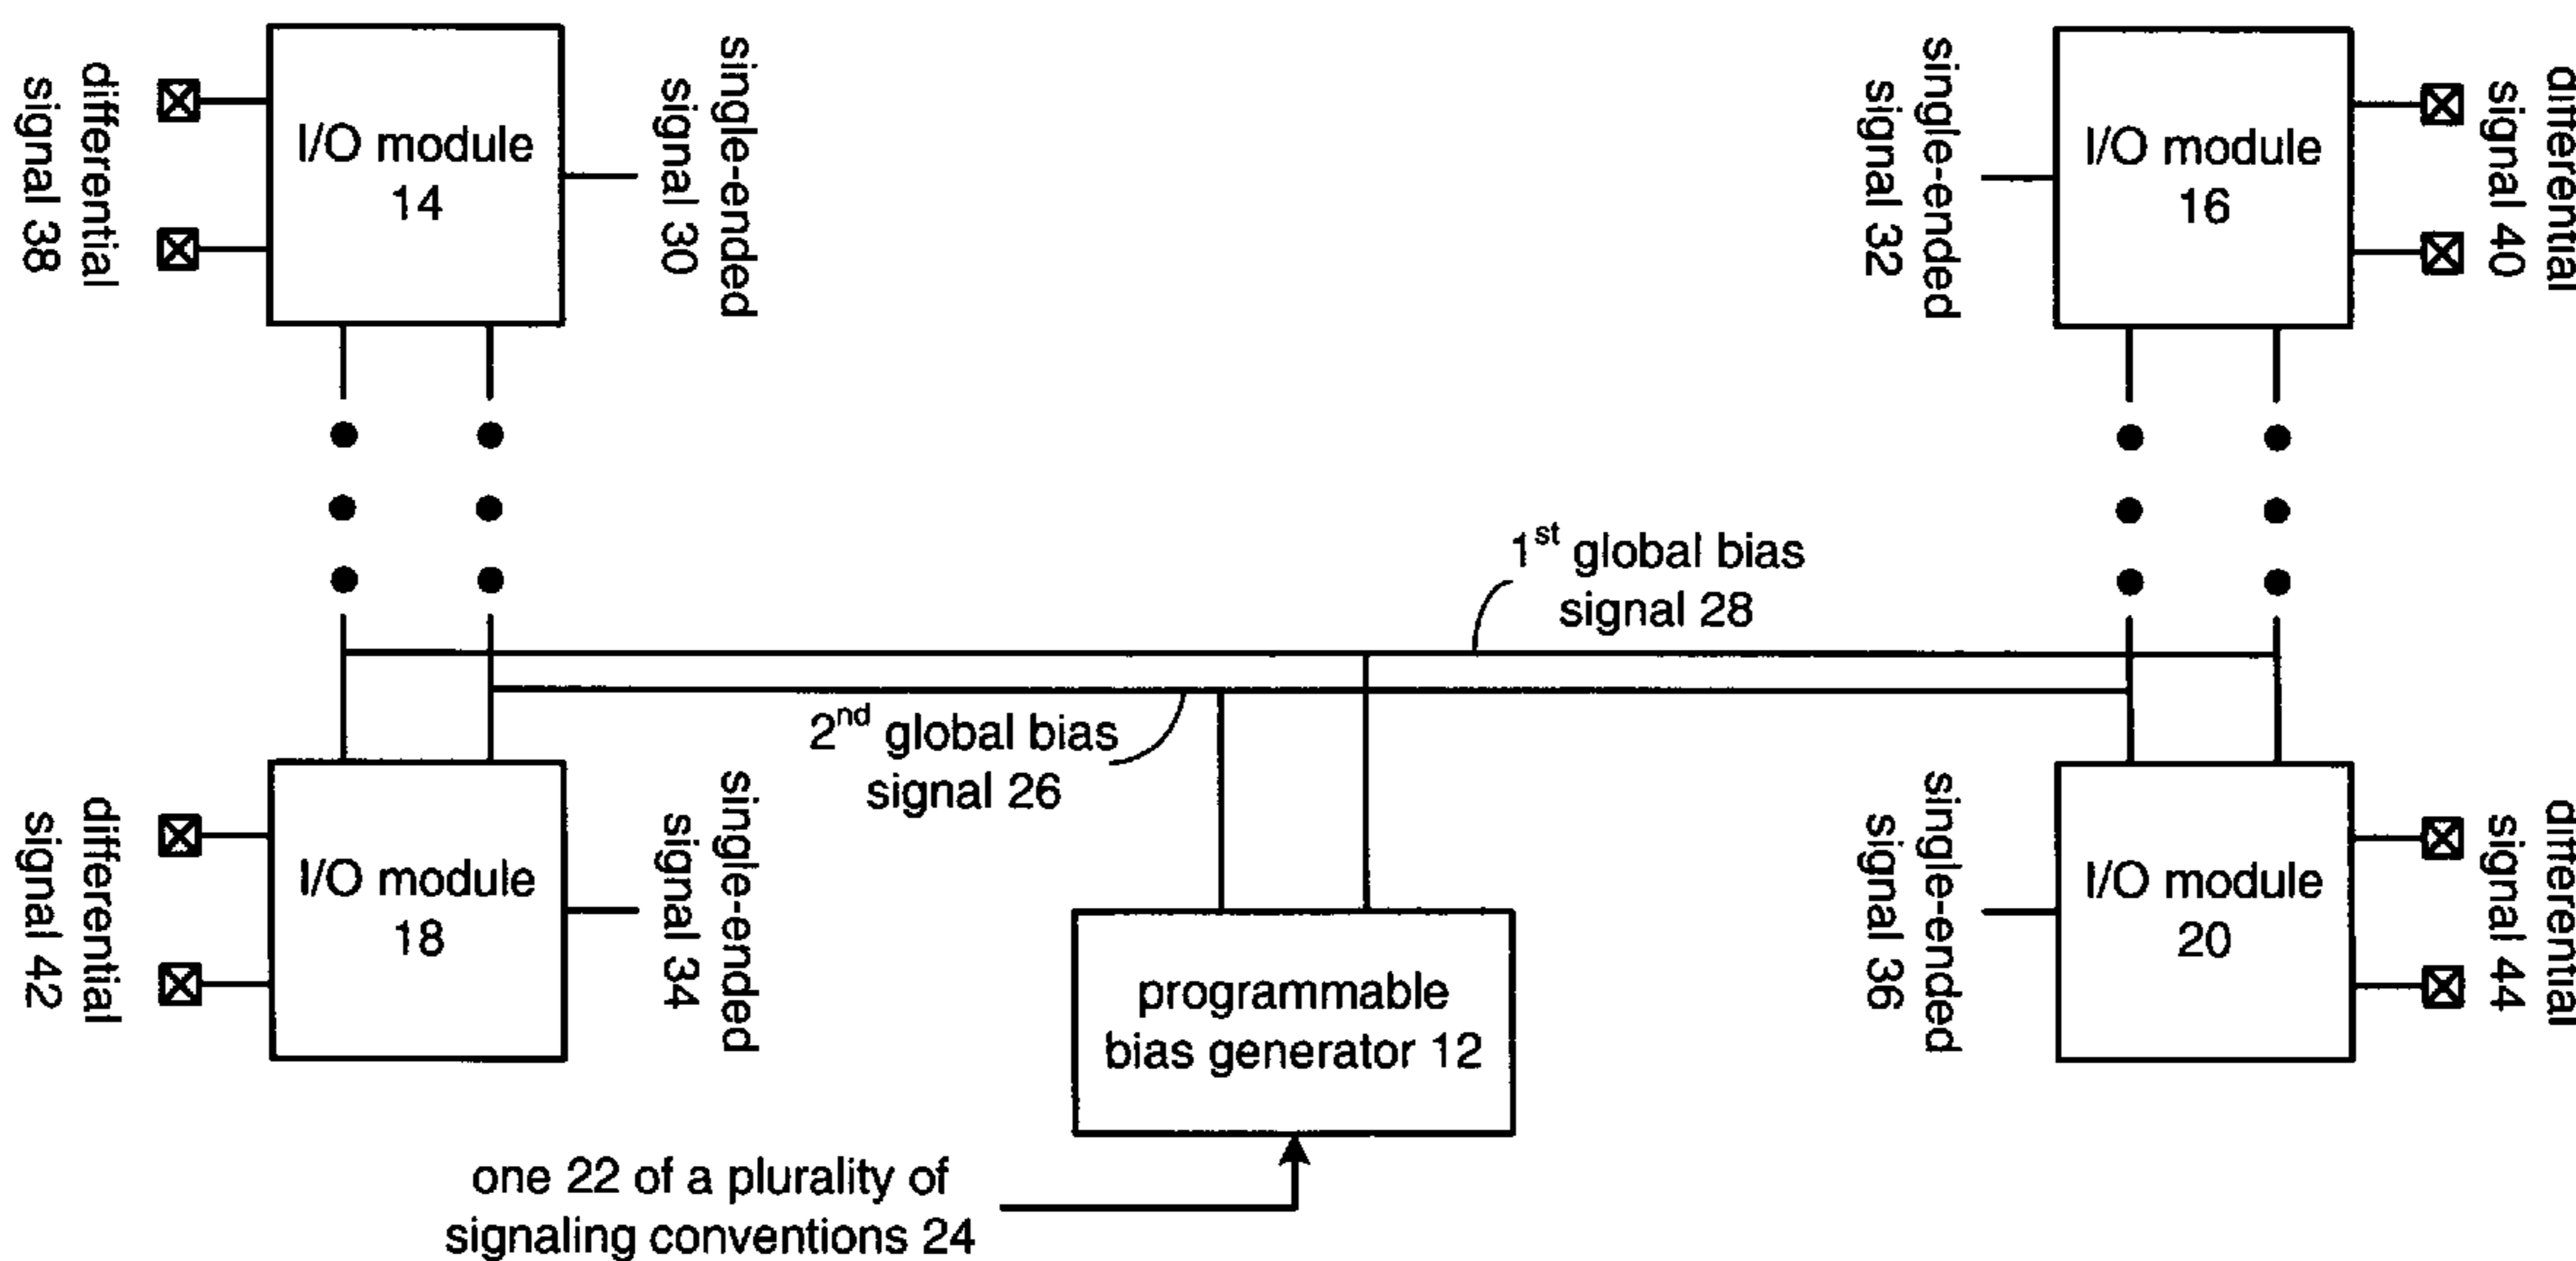 differential
signal 38
I/O module
14
single-ended
signal 30
single-ended
signal 32
I/O module
16
differential
signal 40
1st global bias
signal 28
2nd global bias
signal 26
differential
signal 42
I/O module
18
single-ended
signal 34
programmable
bias generator 12
single-ended
signal 36
I/O module
20
differential
signal 44
one 22 of a plurality of
signaling conventions 24